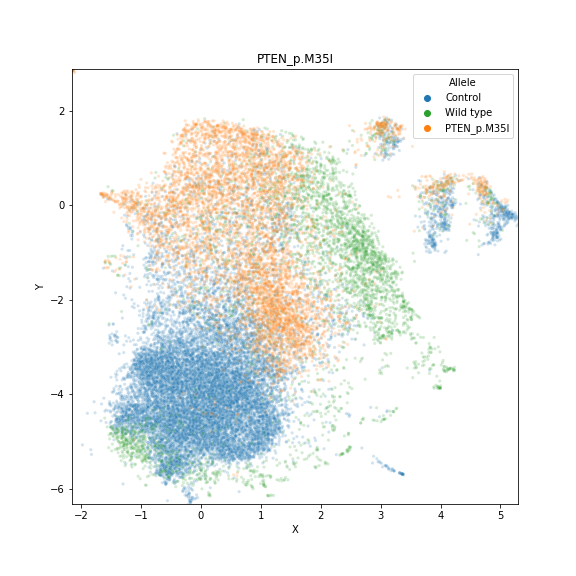 PTEN_p.M35I
Allele
Control
Wild type
PTEN_p.M35I
2
0
−2
−4
−6
Y
−2 −1 0 1 2 3 4 5
X